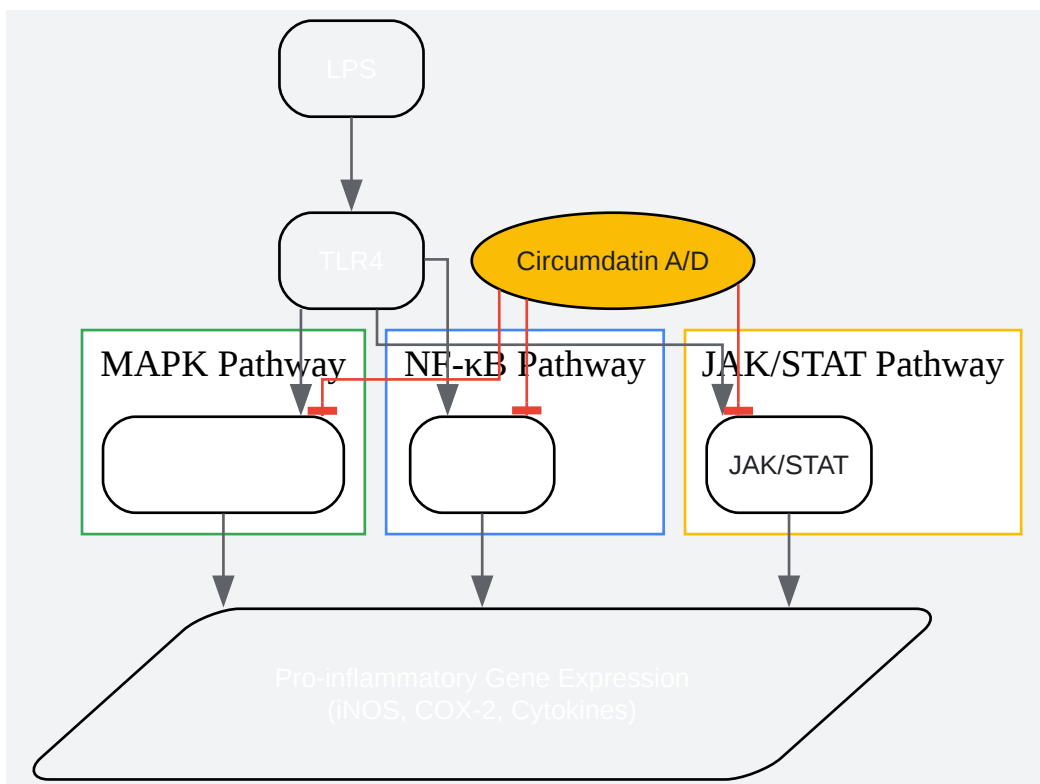 LPS
TLR4
Circumdatin A/D
MAPK Pathway
NF-κB Pathway
JAK/STAT Pathway
JAK/STAT
Pro-inflammatory Gene Expression
(iNOS, COX-2, Cytokines)